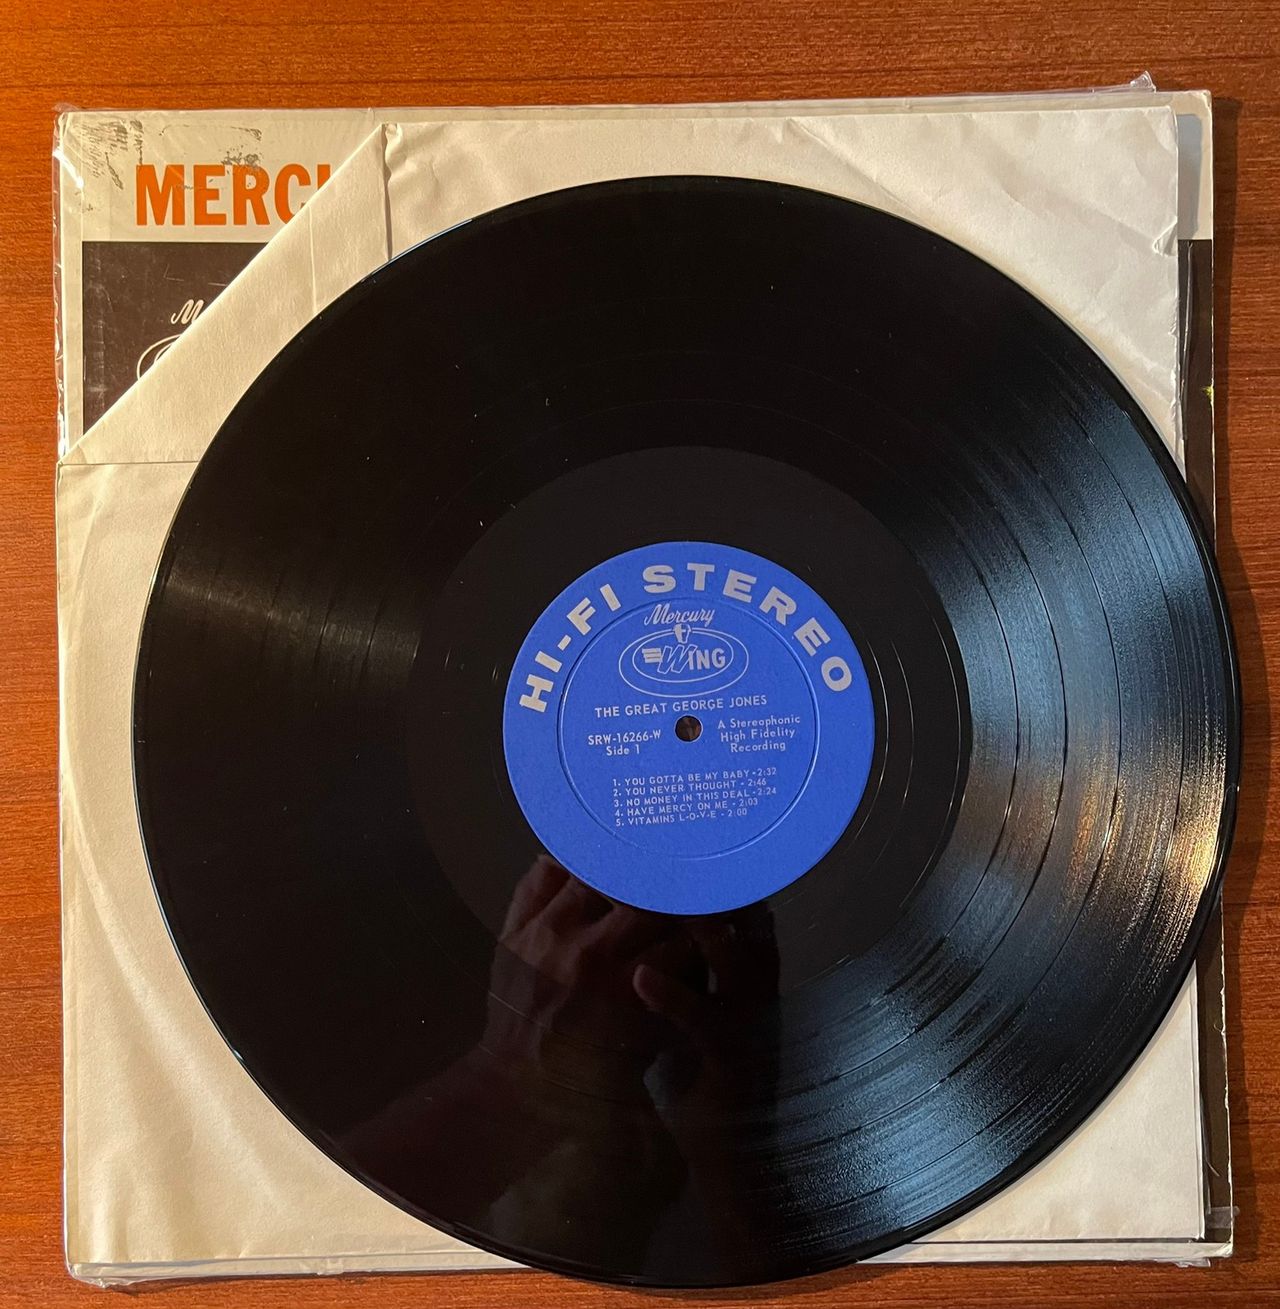 MERCU
HI-FI STEREO
Mercury
WING
THE GREAT GEORGE JONES
SRW-16266-W
Side 1
A Stereophonic
High Fidelity
Recording
1. YOU GOTTA BE MY BABY - 2:32
2. YOU NEVER THOUGHT - 2:46
3. NO MONEY IN THIS DEAL - 2:24
4. HAVE MERCY ON ME - 2:03
5. VITAMINS L-O-V-E - 2:00